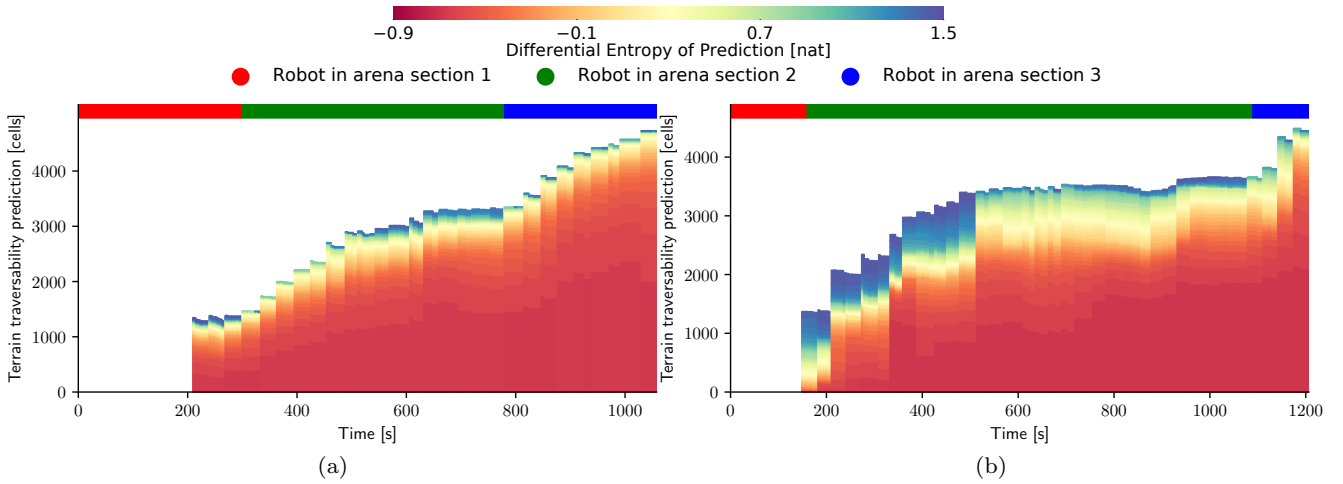 −0.9 −0.1 0.7 1.5
Differential Entropy of Prediction [nat]
Robot in arena section 1 Robot in arena section 2 Robot in arena section 3
Terrain traversability prediction [cells]
4000
3000
2000
1000
0
0 200 400 600 800 1000
Time [s]
(a)
Terrain traversability prediction [cells]
4000
3000
2000
1000
0
0 200 400 600 800 1000 1200
Time [s]
(b)